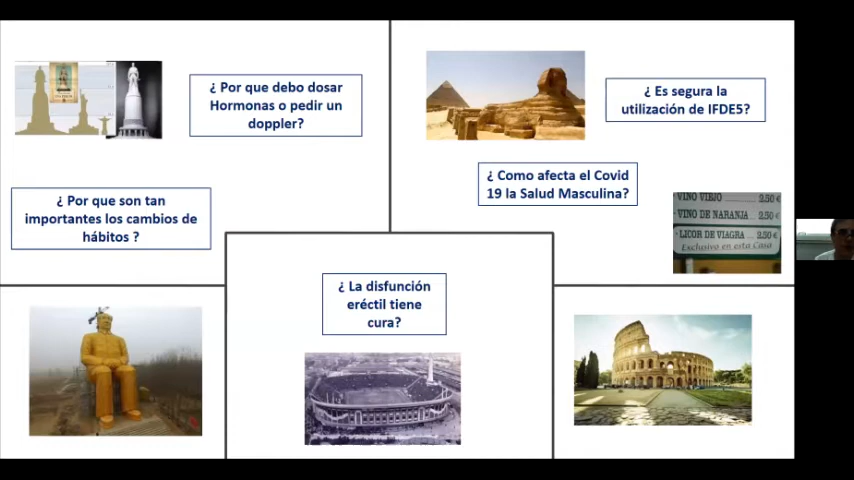 ¿ Por que debo dosar
Hormonas o pedir un
doppler?
¿ Es segura la
utilización de IFDE5?
¿ Como afecta el Covid
19 la Salud Masculina?
¿ Por que son tan
importantes los cambios de
hábitos ?
VINO VIEJO 2,50 €
VINO DE NARANJA ... 2,50 €
LICOR DE VIAGRA ... 2,50 €
Exclusivo en esta Casa
¿ La disfunción
eréctil tiene
cura?